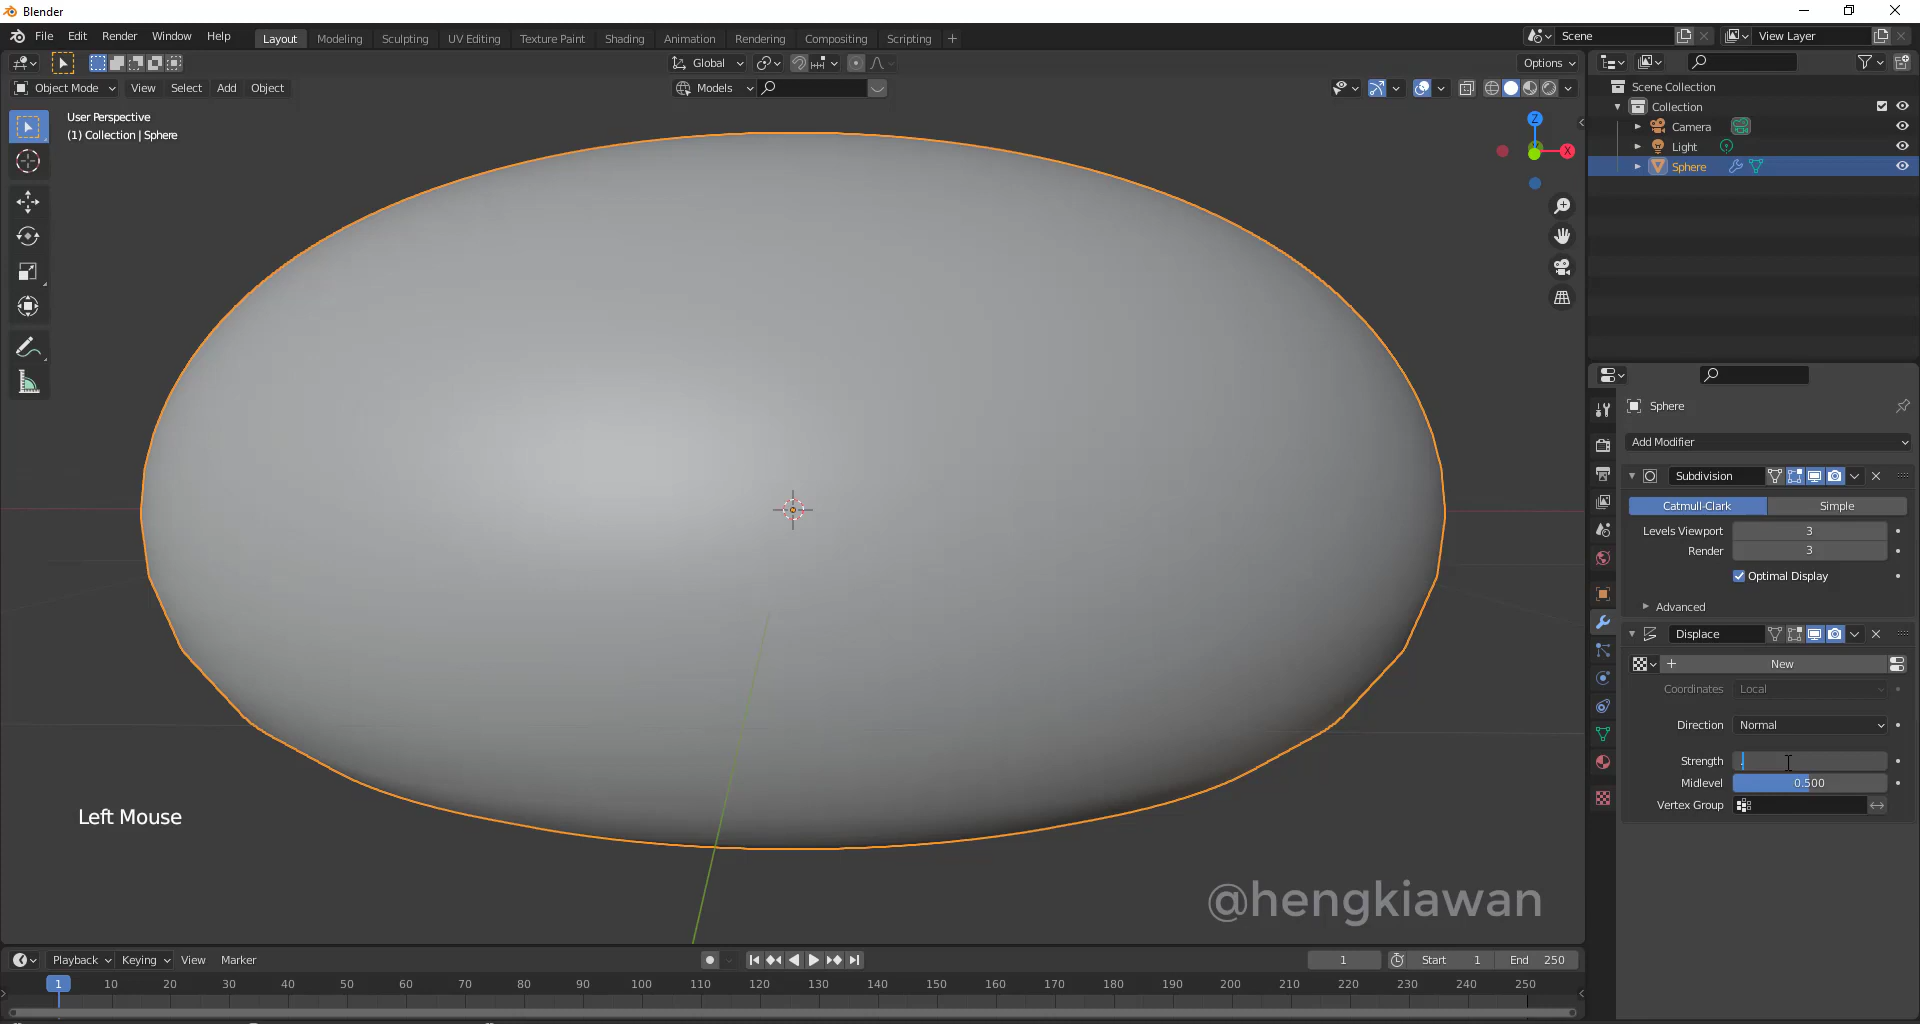 Blender
File Edit Render Window Help
Layout Modeling Sculpting UV Editing Texture Paint Shading Animation Rendering Compositing Scripting +
Scene View Layer
Global Options
Object Mode View Select Add Object Models
User Perspective
(1) Collection | Sphere
Z
X
Scene Collection
Collection
Camera
Light
Sphere
Sphere
Add Modifier
Subdivision
Catmull-Clark Simple
Levels Viewport 3
Render 3
Optimal Display
Advanced
Displace
New
Coordinates Local
Direction Normal
Strength .
Midlevel 0.500
Vertex Group
Left Mouse
@hengkiawan
Playback Keying View Marker 1 Start 1 End 250
1 10 20 30 40 50 60 70 80 90 100 110 120 130 140 150 160 170 180 190 200 210 220 230 240 250